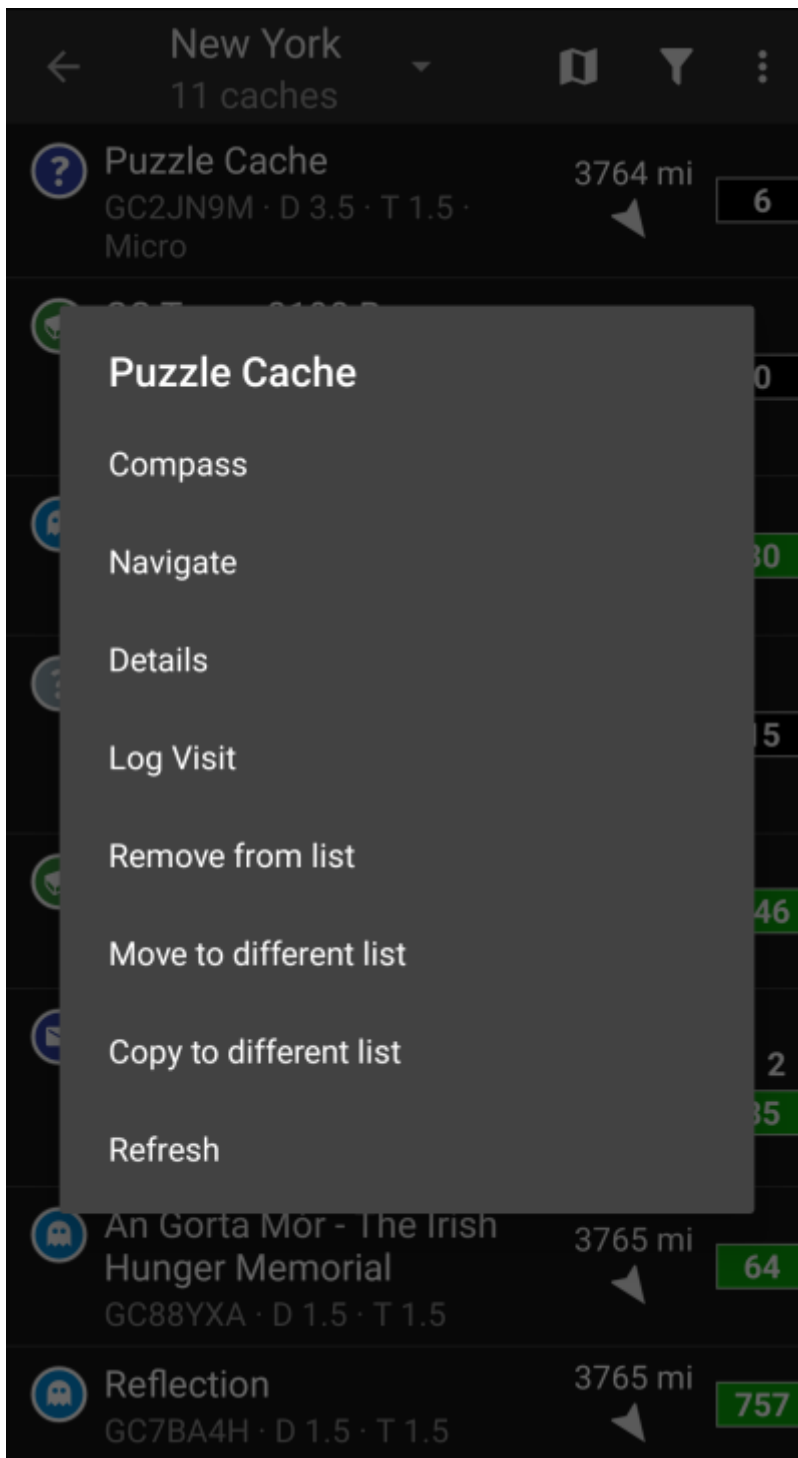 New York
11 caches
Puzzle Cache
3764 mi
GC2JN9M · D 3.5 · T 1.5 ·
Micro
6
Puzzle Cache
Compass
Navigate
Details
Log Visit
Remove from list
Move to different list
Copy to different list
2
Refresh
An Gorta Mór - The Irish
Hunger Memorial
3765 mi
64
GC88YXA · D 1.5 · T 1.5
Reflection
3765 mi
757
GC7BA4H · D 1.5 · T 1.5